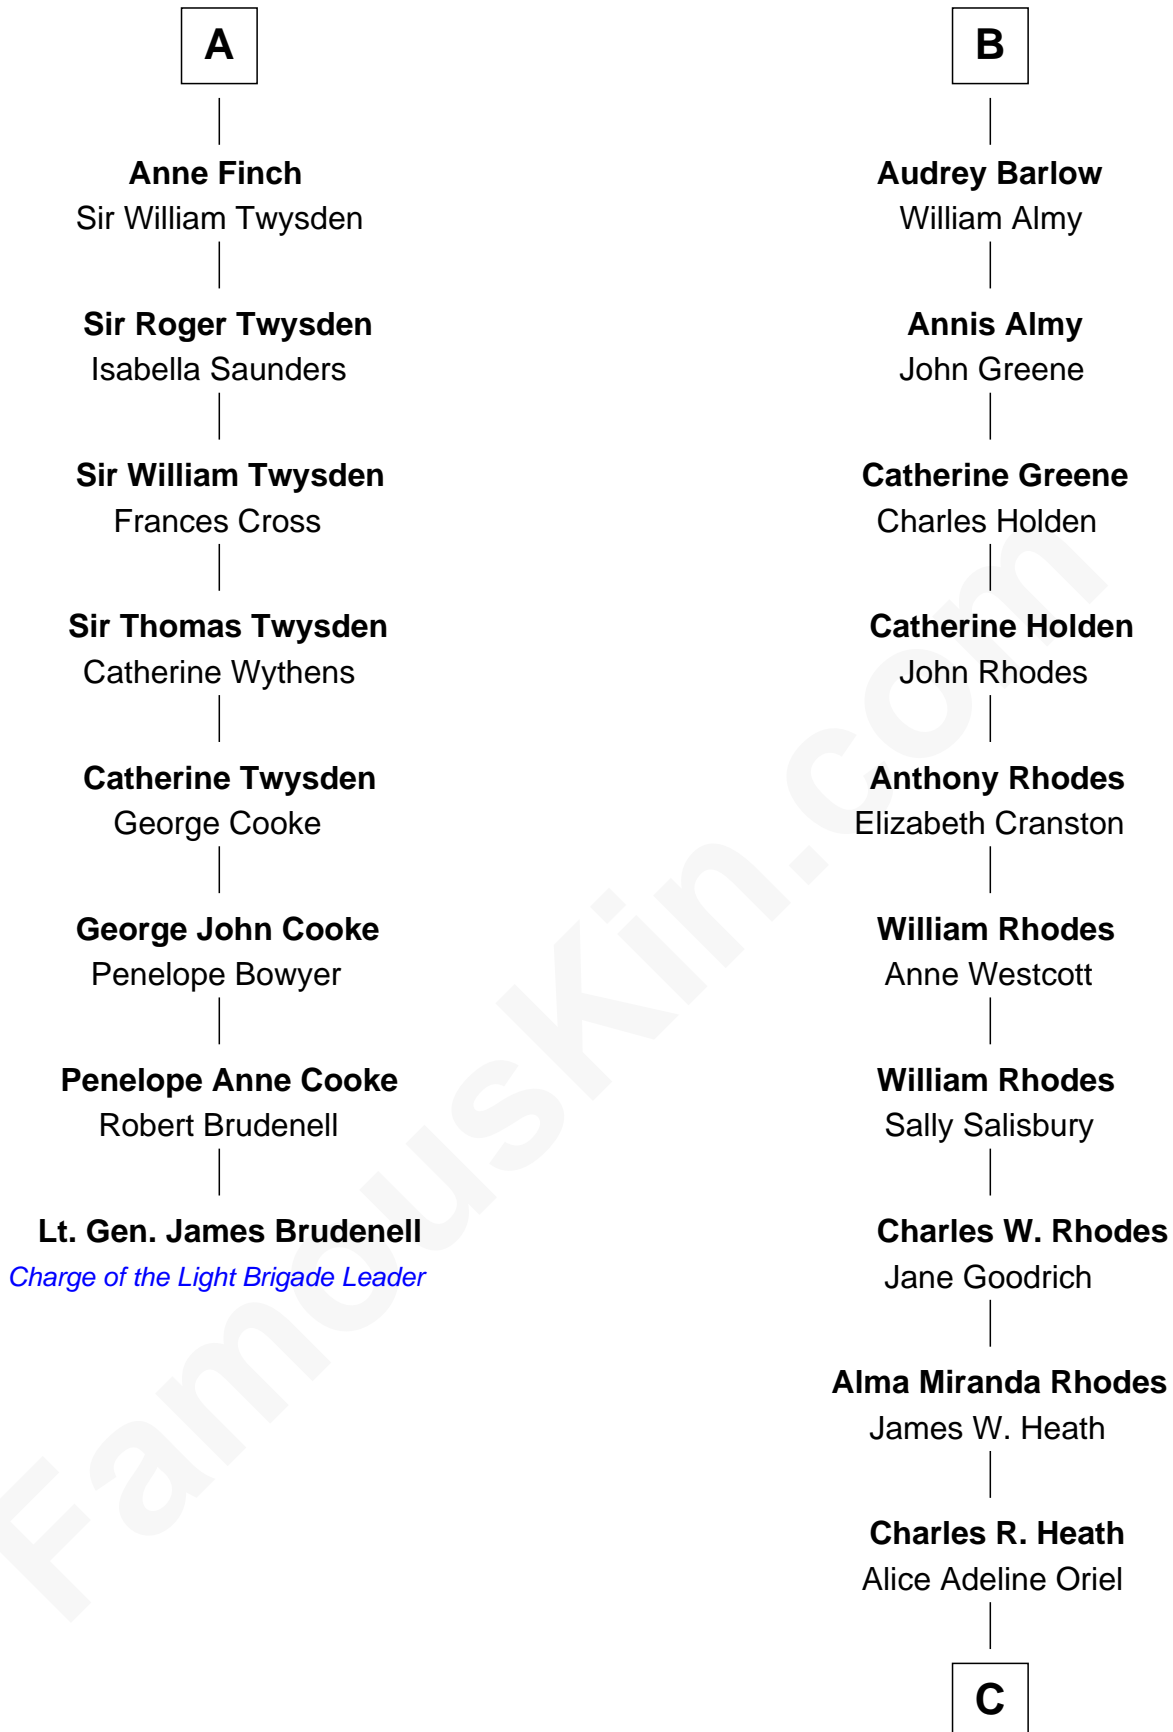 A
Anne Finch
Sir William Twysden
Sir Roger Twysden
Isabella Saunders
Sir William Twysden
Frances Cross
Sir Thomas Twysden
Catherine Wythens
Catherine Twysden
George Cooke
George John Cooke
Penelope Bowyer
Penelope Anne Cooke
Robert Brudenell
Lt. Gen. James Brudenell
Charge of the Light Brigade Leader
B
Audrey Barlow
William Almy
Annis Almy
John Greene
Catherine Greene
Charles Holden
Catherine Holden
John Rhodes
Anthony Rhodes
Elizabeth Cranston
William Rhodes
Anne Westcott
William Rhodes
Sally Salisbury
Charles W. Rhodes
Jane Goodrich
Alma Miranda Rhodes
James W. Heath
Charles R. Heath
Alice Adeline Oriel
C
FamousKin.com